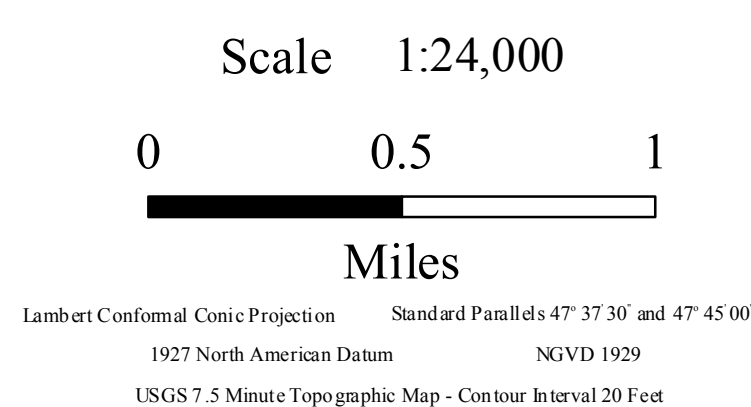 Scale 1:24,000
0 0.5 1
Miles
Lambert Conformal Conic Projection Standard Parallels 47° 37' 30" and 47° 45' 00"
1927 North American Datum NGVD 1929
USGS 7.5 Minute Topographic Map - Contour Interval 20 Feet